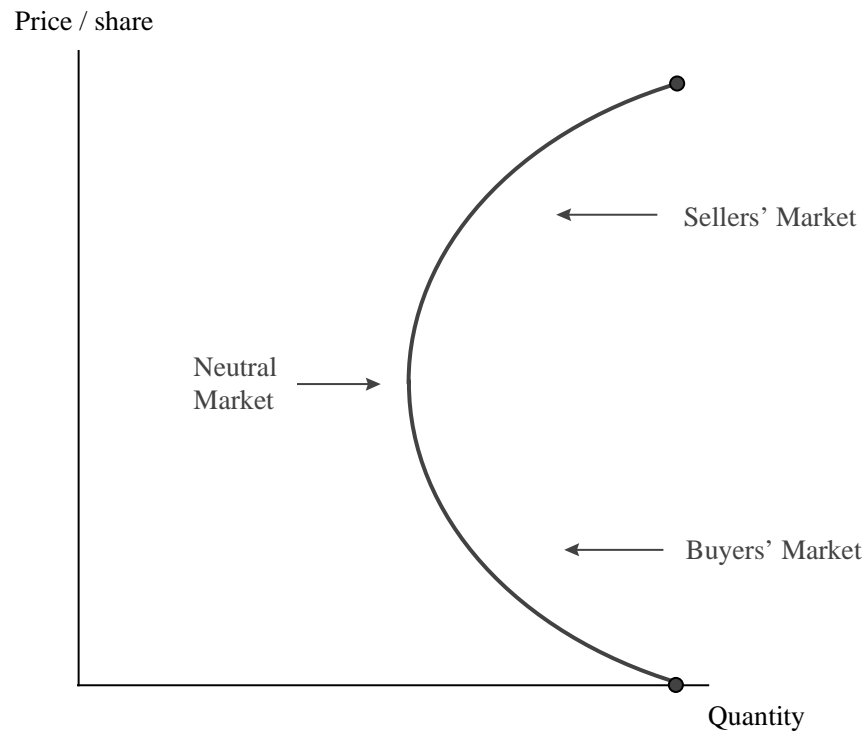 Price / share
Sellers’ Market
Neutral
Market
Buyers’ Market
Quantity